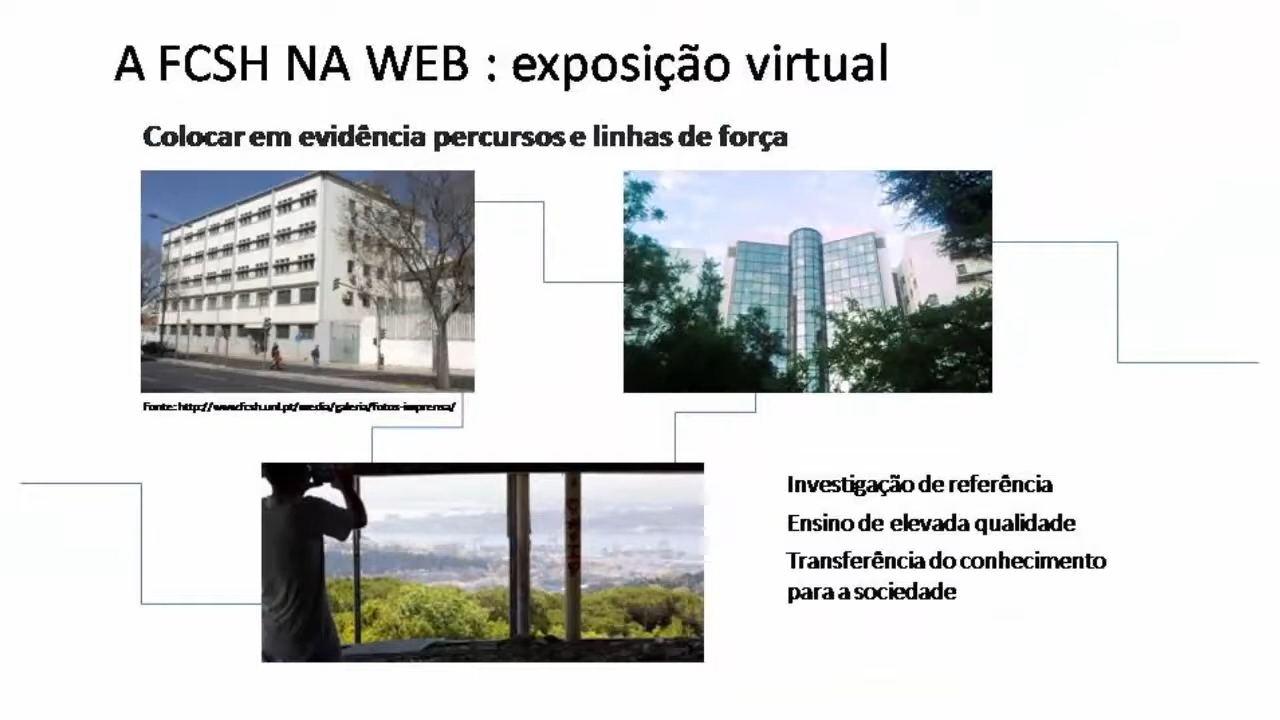 A FCSH NA WEB : exposição virtual
Colocar em evidência percursos e linhas de força
Fonte: http://www.fcsh.unl.pt/media/galeria/fotos-imprensa/
Investigação de referência
Ensino de elevada qualidade
Transferência do conhecimento
para a sociedade